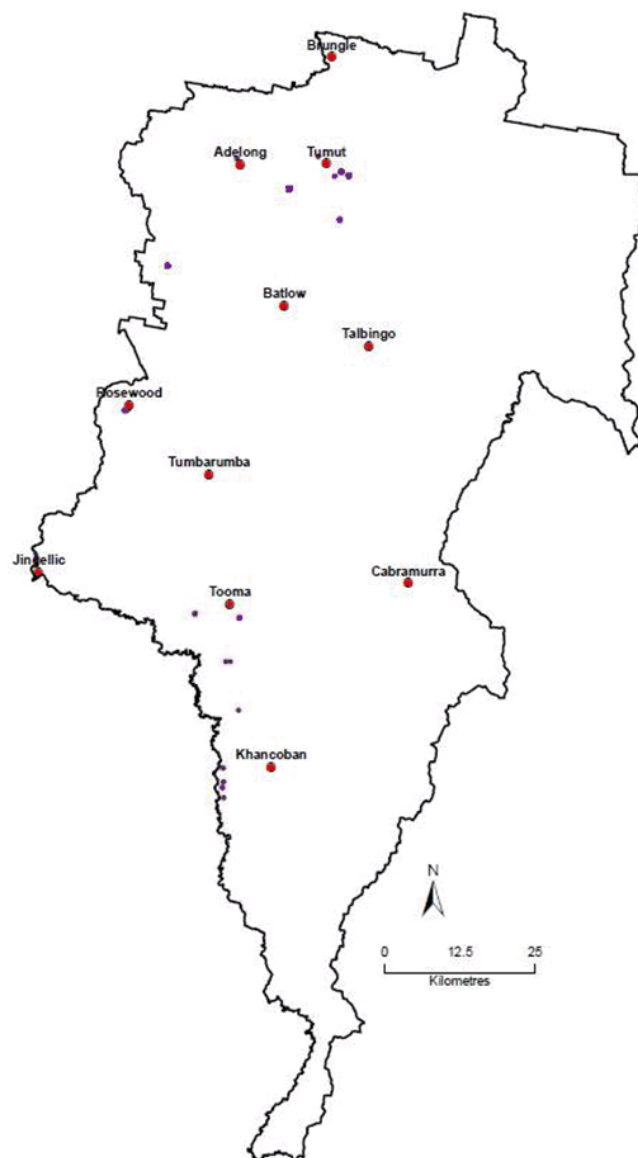 Brungle
Adelong
Tumut
Batlow
Talbingo
Rosewood
Tumbarumba
Jingellic
Cabramurra
Tooma
Khancoban
N
0 12.5 25
Kilometres